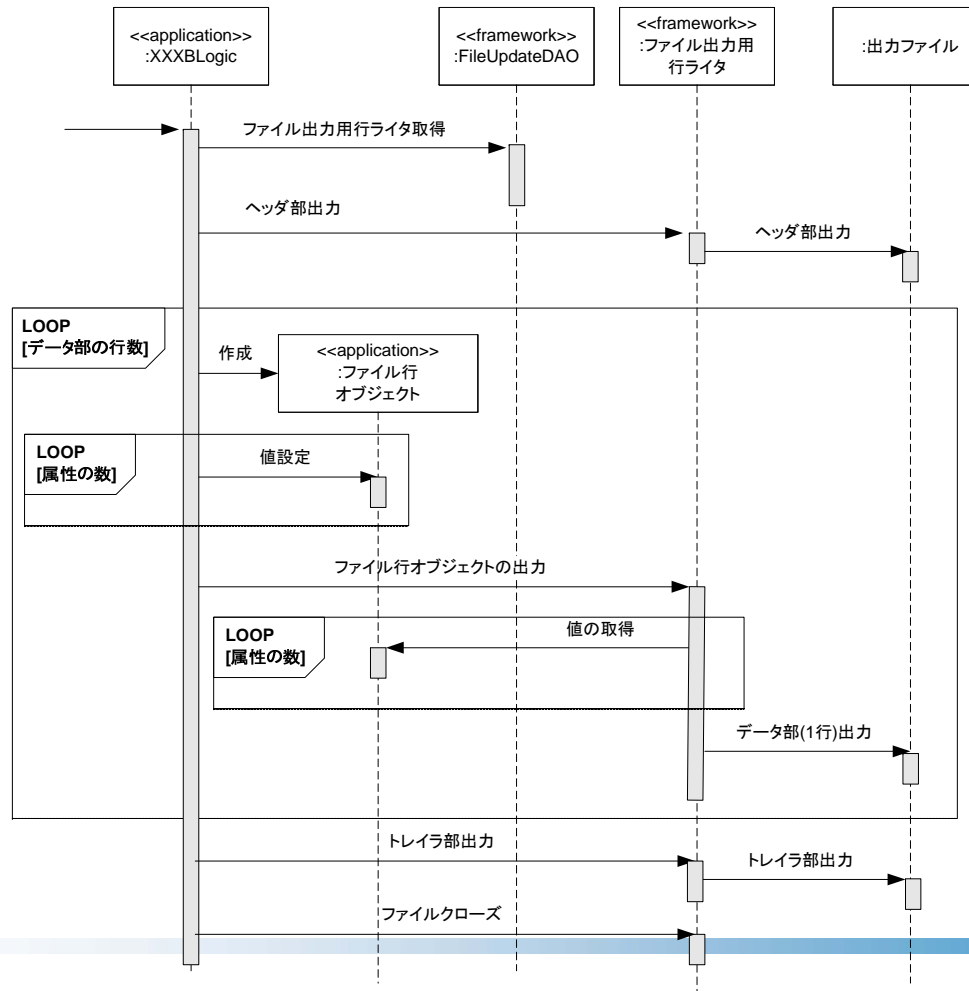 <<application>>
:XXXBLogic
<<framework>>
:FileUpdateDAO
<<framework>>
:ファイル出力用
行ライタ
:出力ファイル
ファイル出力用行ライタ取得
ヘッダ部出力
ヘッダ部出力
LOOP
[データ部の行数]
作成
<<application>>
:ファイル行
オブジェクト
LOOP
[属性の数]
値設定
ファイル行オブジェクトの出力
LOOP
[属性の数]
値の取得
データ部(1行)出力
トレイラ部出力
トレイラ部出力
ファイルクローズ